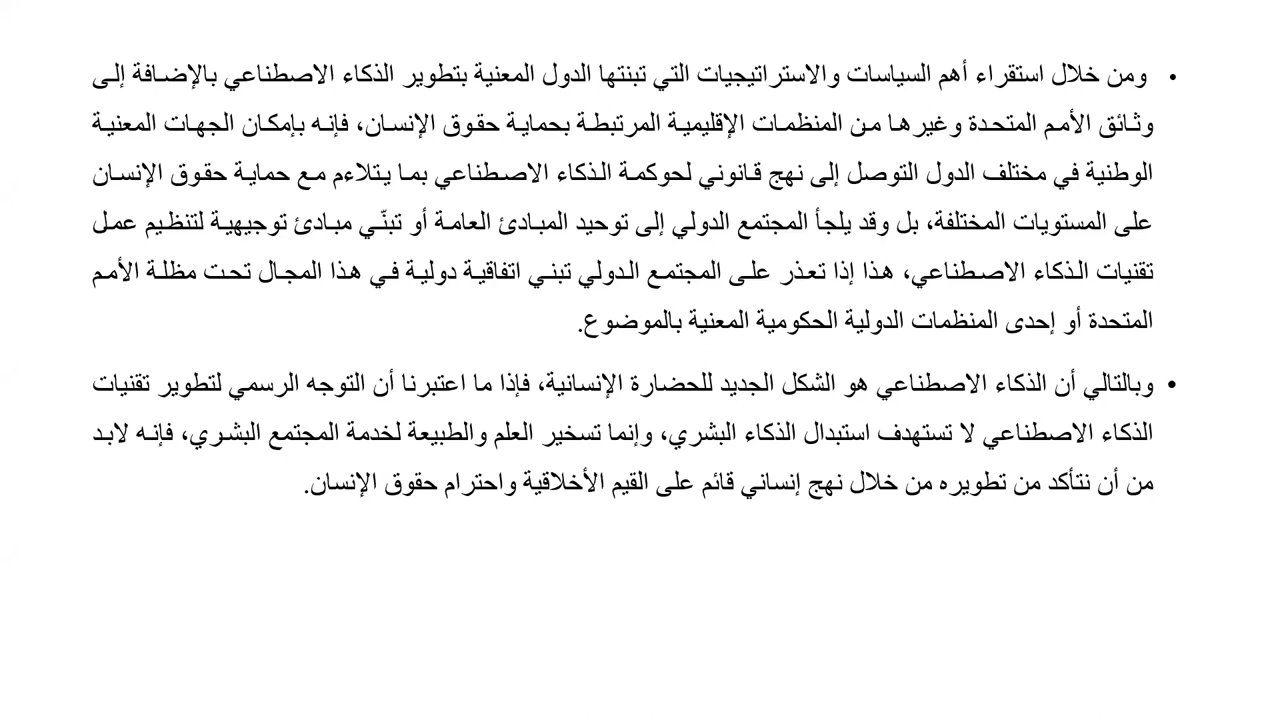 • ومن خلال استقراء أهم السياسات والاستراتيجيات التي تبنتها الدول المعنية بتطوير الذكاء الاصطناعي بالإضافة إلى
وثائق الأمم المتحدة وغيرها من المنظمات الإقليمية المرتبطة بحماية حقوق الإنسان، فإنه بإمكان الجهات المعنية
الوطنية في مختلف الدول التوصل إلى نهج قانوني لحوكمة الذكاء الاصطناعي بما يتلاءم مع حماية حقوق الإنسان
على المستويات المختلفة، بل وقد يلجأ المجتمع الدولي إلى توحيد المبادئ العامة أو تبنّي مبادئ توجيهية لتنظيم عمل
تقنيات الذكاء الاصطناعي، هذا إذا تعذر على المجتمع الدولي تبني اتفاقية دولية في هذا المجال تحت مظلة الأمم
المتحدة أو إحدى المنظمات الدولية الحكومية المعنية بالموضوع.
• وبالتالي أن الذكاء الاصطناعي هو الشكل الجديد للحضارة الإنسانية، فإذا ما اعتبرنا أن التوجه الرسمي لتطوير تقنيات
الذكاء الاصطناعي لا تستهدف استبدال الذكاء البشري، وإنما تسخير العلم والطبيعة لخدمة المجتمع البشري، فإنه لابد
من أن نتأكد من تطويره من خلال نهج إنساني قائم على القيم الأخلاقية واحترام حقوق الإنسان.